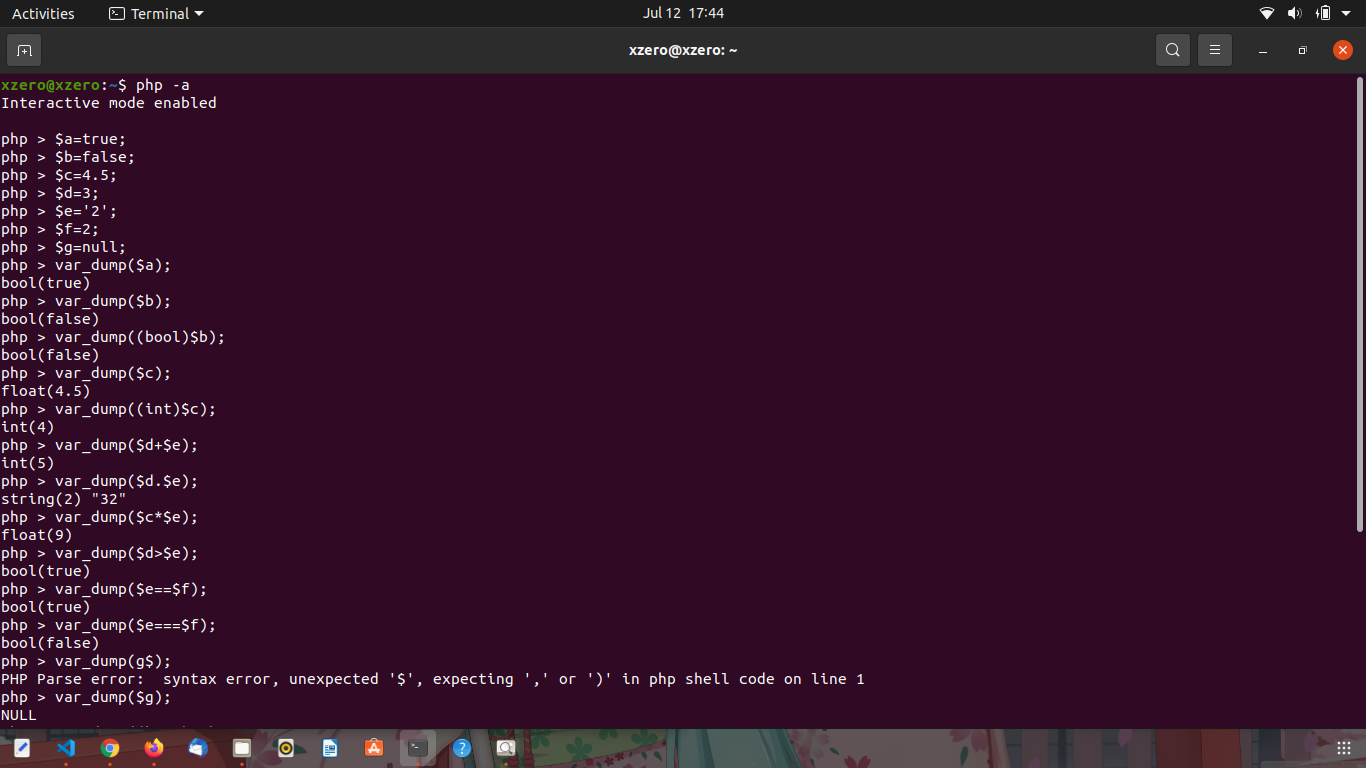 Activities
Terminal
Jul 12 17:44
xzero@xzero: ~
xzero@xzero:~$ php -a
Interactive mode enabled
php > $a=true;
php > $b=false;
php > $c=4.5;
php > $d=3;
php > $e='2';
php > $f=2;
php > $g=null;
php > var_dump($a);
bool(true)
php > var_dump($b);
bool(false)
php > var_dump((bool)$b);
bool(false)
php > var_dump($c);
float(4.5)
php > var_dump((int)$c);
int(4)
php > var_dump($d+$e);
int(5)
php > var_dump($d.$e);
string(2) "32"
php > var_dump($c*$e);
float(9)
php > var_dump($d>$e);
bool(true)
php > var_dump($e==$f);
bool(true)
php > var_dump($e===$f);
bool(false)
php > var_dump(g$);
PHP Parse error:  syntax error, unexpected '$', expecting ',' or ')' in php shell code on line 1
php > var_dump($g);
NULL